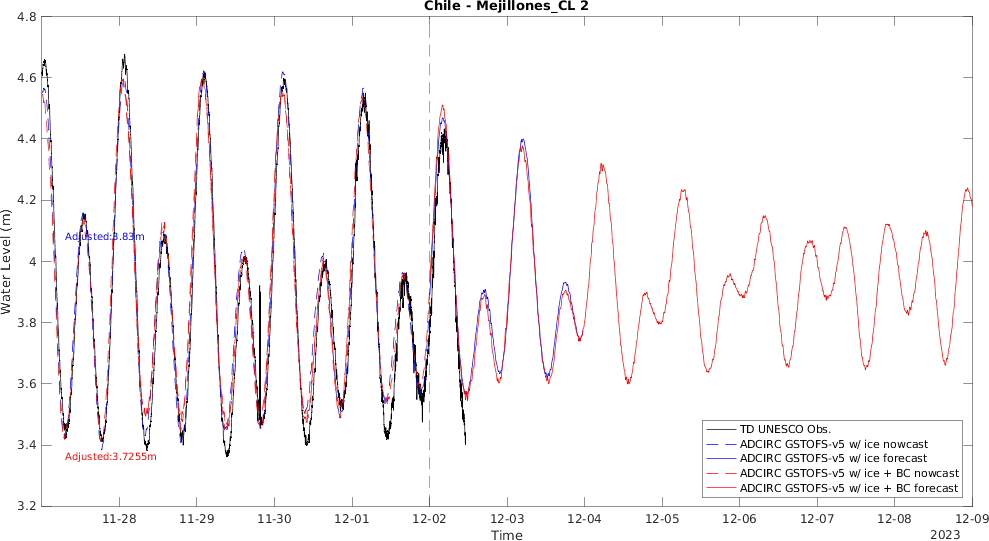 Chile - Mejillones_CL 2
4.8
4.6
4.4
4.2
4
3.8
3.6
3.4
3.2
Water Level (m)
Adjusted:3.83m
Adjusted:3.7255m
TD UNESCO Obs.
ADCIRC GSTOFS-v5 w/ ice nowcast
ADCIRC GSTOFS-v5 w/ ice forecast
ADCIRC GSTOFS-v5 w/ ice + BC nowcast
ADCIRC GSTOFS-v5 w/ ice + BC forecast
11-28 11-29 11-30 12-01 12-02 12-03 12-04 12-05 12-06 12-07 12-08 12-09
Time
2023